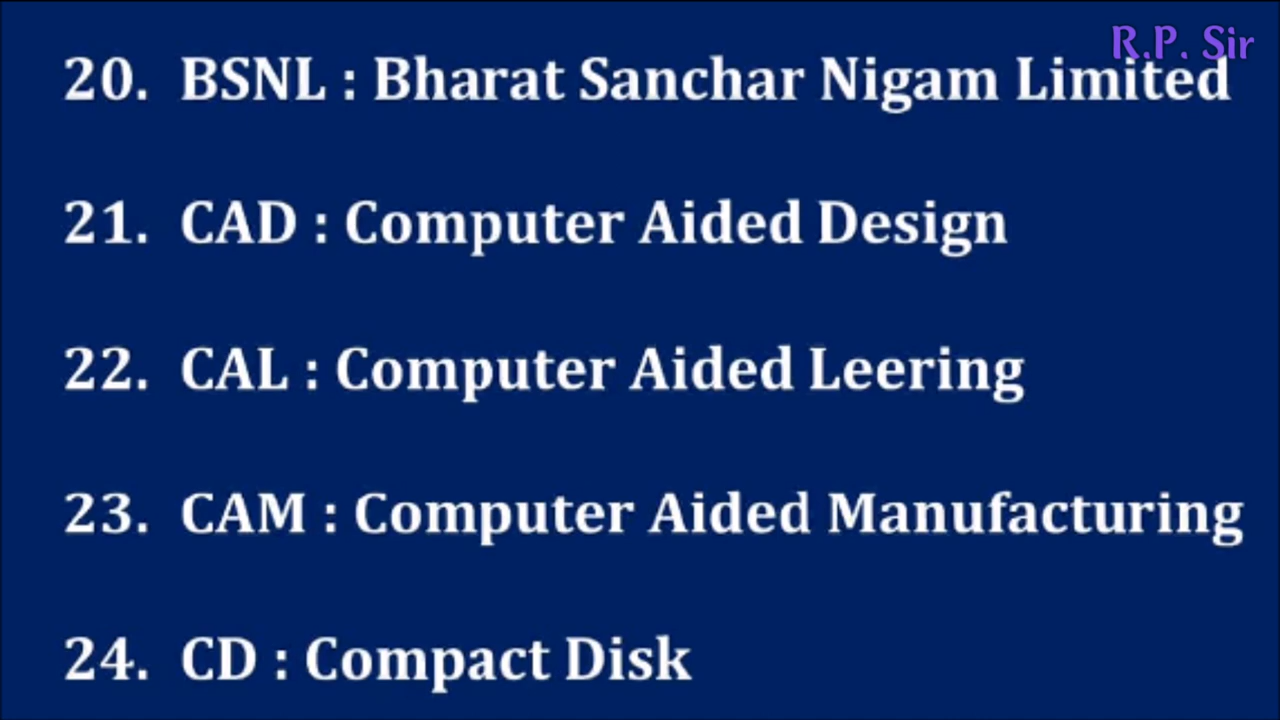 R.P. Sir
20. BSNL : Bharat Sanchar Nigam Limited
21. CAD : Computer Aided Design
22. CAL : Computer Aided Leering
23. CAM : Computer Aided Manufacturing
24. CD : Compact Disk